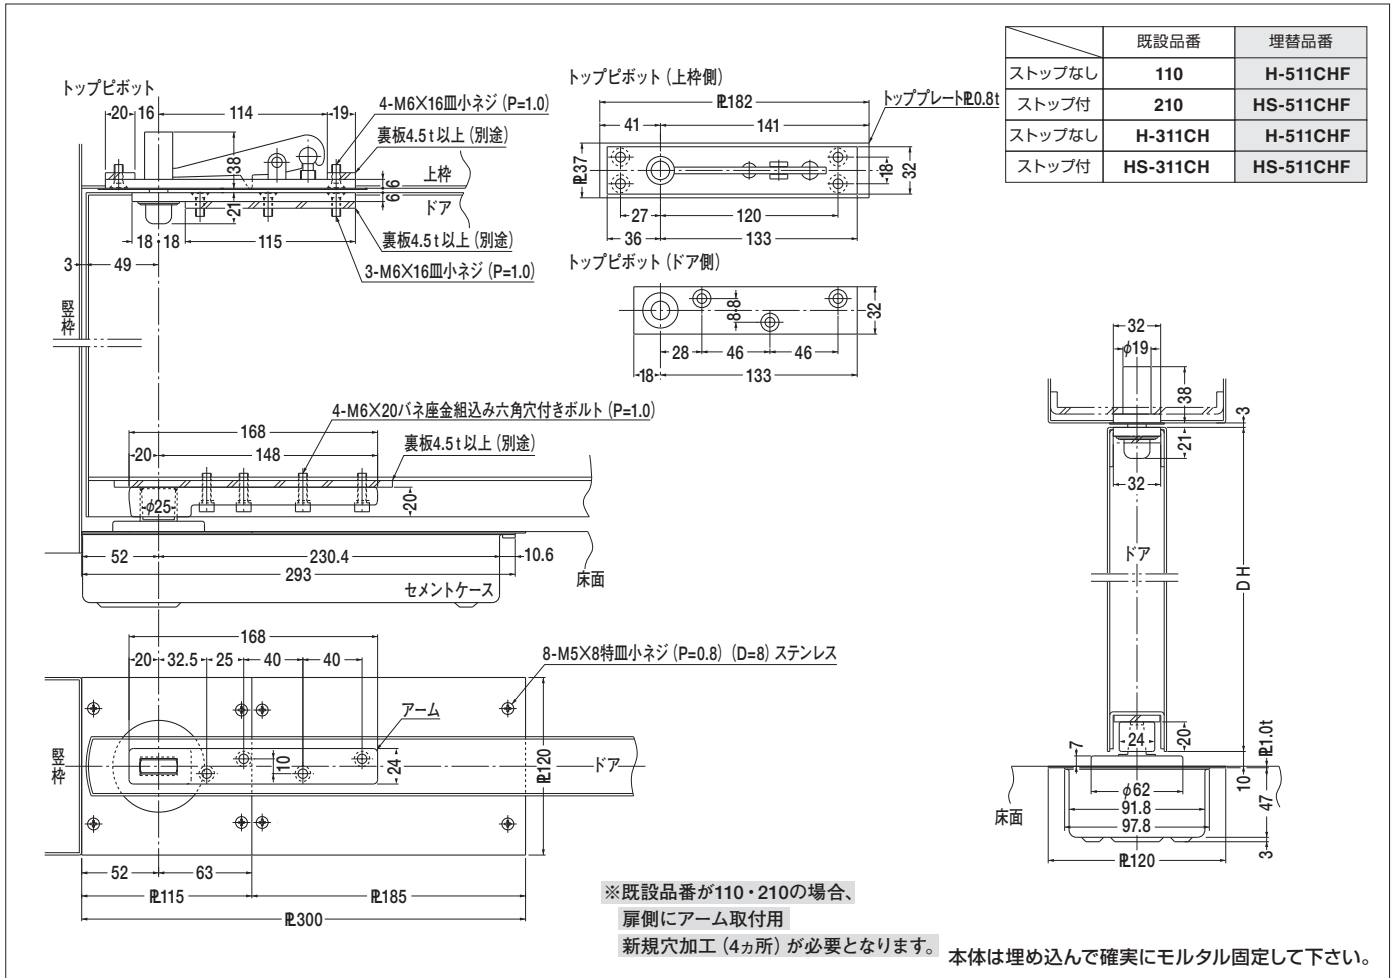 既設品番 埋替品番
ストップなし 110 H-511CHF
ストップ付 210 HS-511CHF
ストップなし H-311CH H-511CHF
ストップ付 HS-311CH HS-511CHF
トップピボット
20 16 114 19
4-M6×16皿小ネジ (P=1.0)
裏板4.5t以上 (別途)
38
上枠
6
6
ドア
21
18 18 115
裏板4.5t以上 (別途)
3 49
3-M6×16皿小ネジ (P=1.0)
竪枠
トップピボット (上枠側)
℄182
トッププレート℄0.8t
41 141
℄37
18
32
27 120
36 133
トップピボット (ドア側)
8
8
32
28 46 46
18 133
4-M6×20バネ座金組込み六角穴付きボルト (P=1.0)
168
裏板4.5t以上 (別途)
20 148
φ25
20
52 230.4 10.6
293
床面
セメントケース
168
20 32.5 25 40 40
8-M5×8特皿小ネジ (P=0.8) (D=8) ステンレス
アーム
竪枠
10
24
℄120
ドア
52 63
℄115 ℄185
℄300
32
φ19
38
3
21
32
ドア
DH
24
20
7
℄1.0t
10
φ62
47
91.8
床面
97.8
3
℄120
※既設品番が110・210の場合、
扉側にアーム取付用
新規穴加工 (4ヵ所) が必要となります。
本体は埋め込んで確実にモルタル固定して下さい。